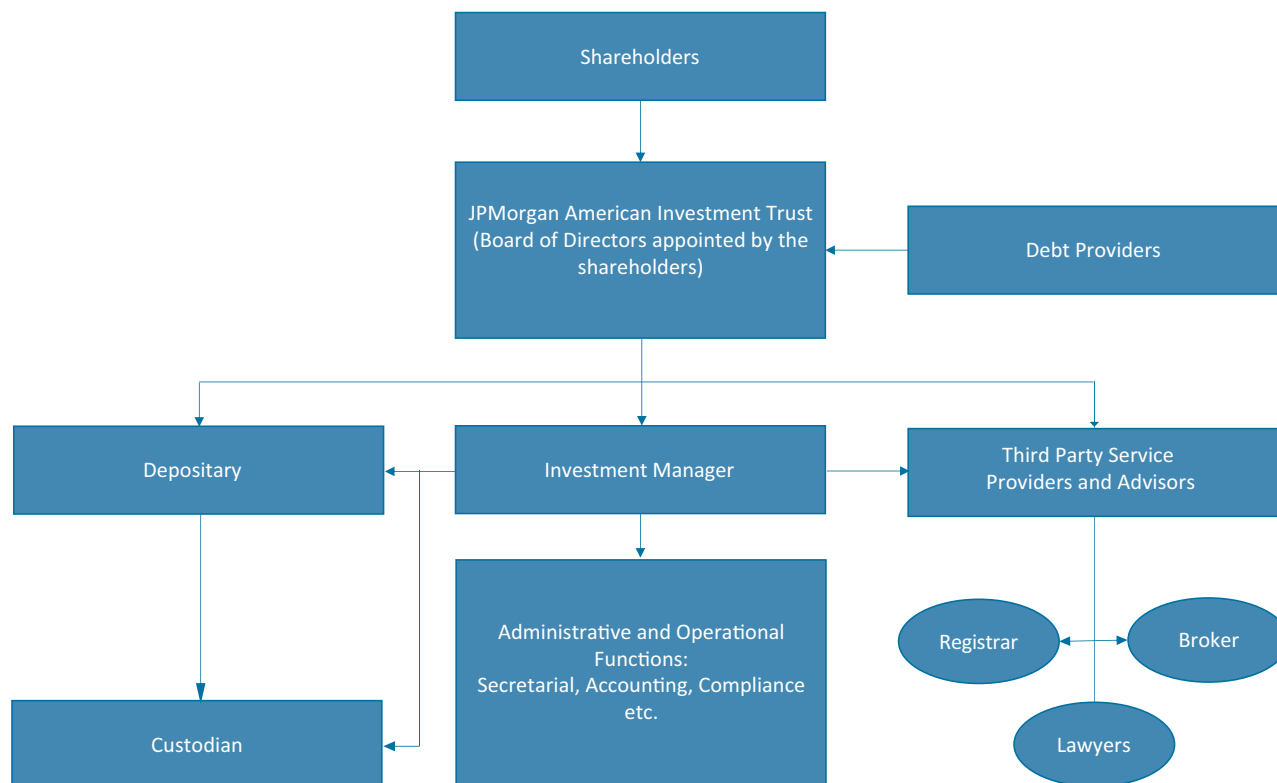 Shareholders
JPMorgan American Investment Trust
(Board of Directors appointed by the
shareholders)
Debt Providers
Depositary
Investment Manager
Third Party Service
Providers and Advisors
Administrative and Operational
Functions:
Secretarial, Accounting, Compliance
etc.
Registrar
Broker
Custodian
Lawyers